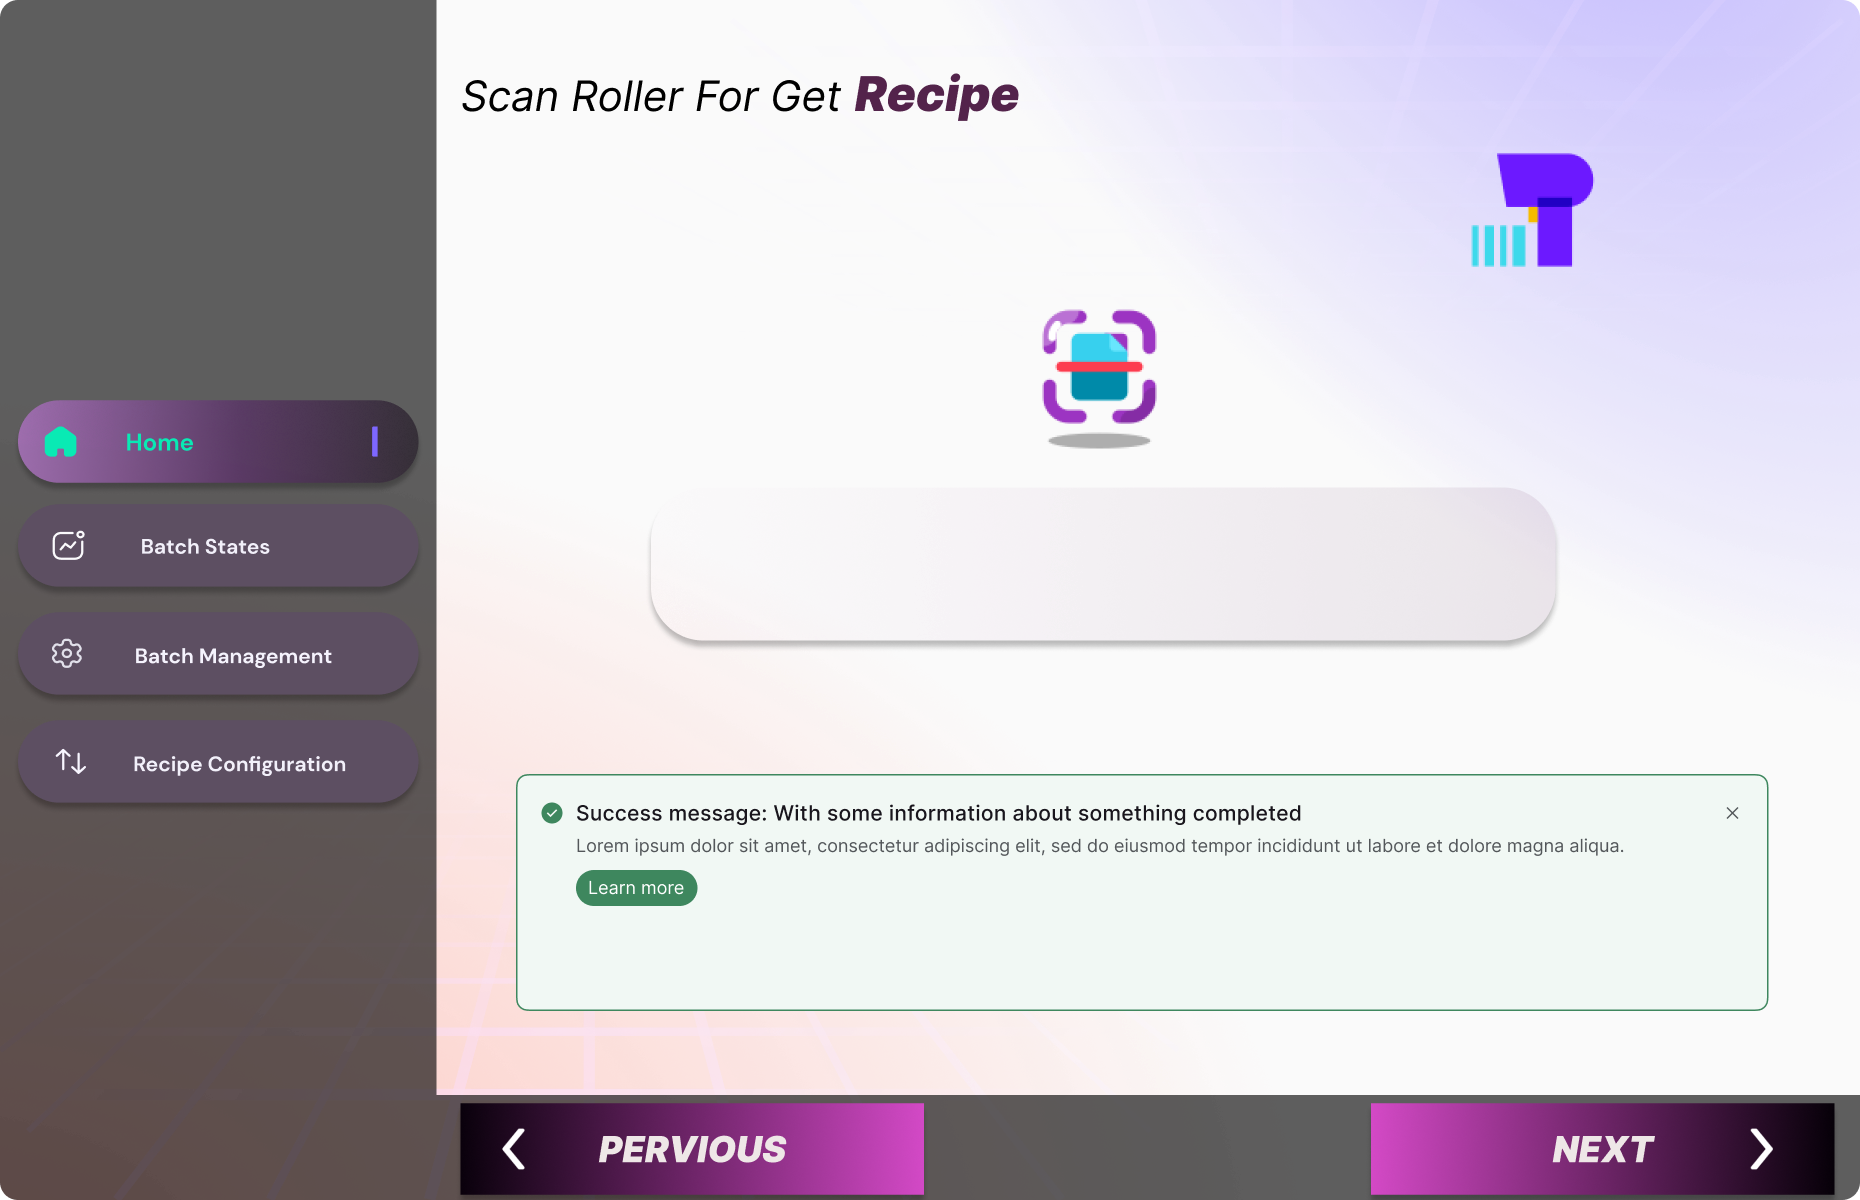 Scan Roller For Get Recipe
Home
Batch States
Batch Management
Recipe Configuration
Success message: With some information about something completed
Lorem ipsum dolor sit amet, consectetur adipiscing elit, sed do eiusmod tempor incididunt ut labore et dolore magna aliqua.
Learn more
PERVIOUS
NEXT